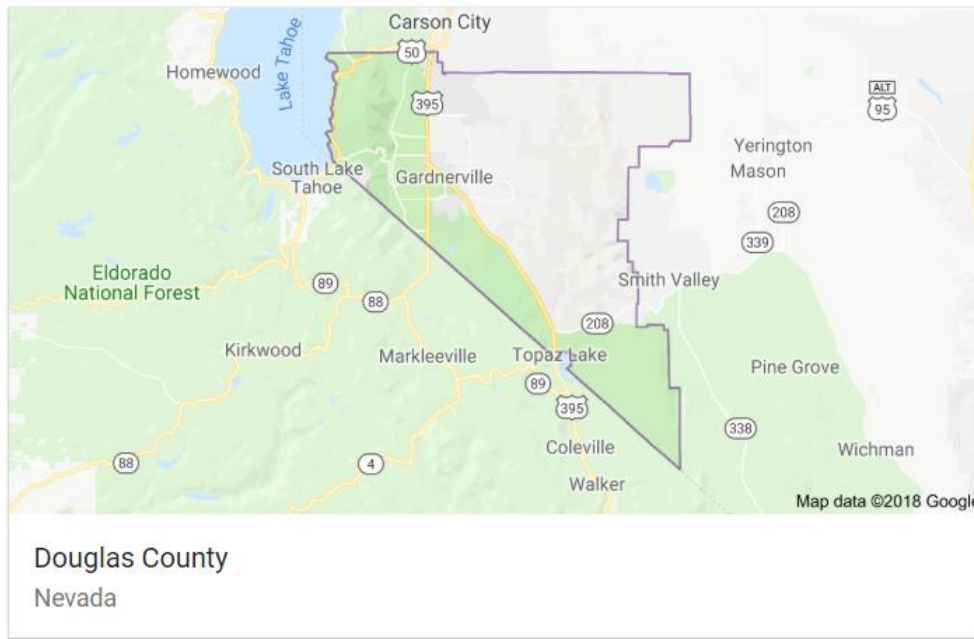 Carson City
50
Homewood
Lake Tahoe
395
ALT
95
Yerington
Mason
South Lake
Tahoe
Gardnerville
208
339
Eldorado
National Forest
89
88
Smith Valley
208
Kirkwood
Markleeville
Topaz Lake
Pine Grove
89
395
338
88
4
Coleville
Wichman
Walker
Map data ©2018 Google
Douglas County
Nevada